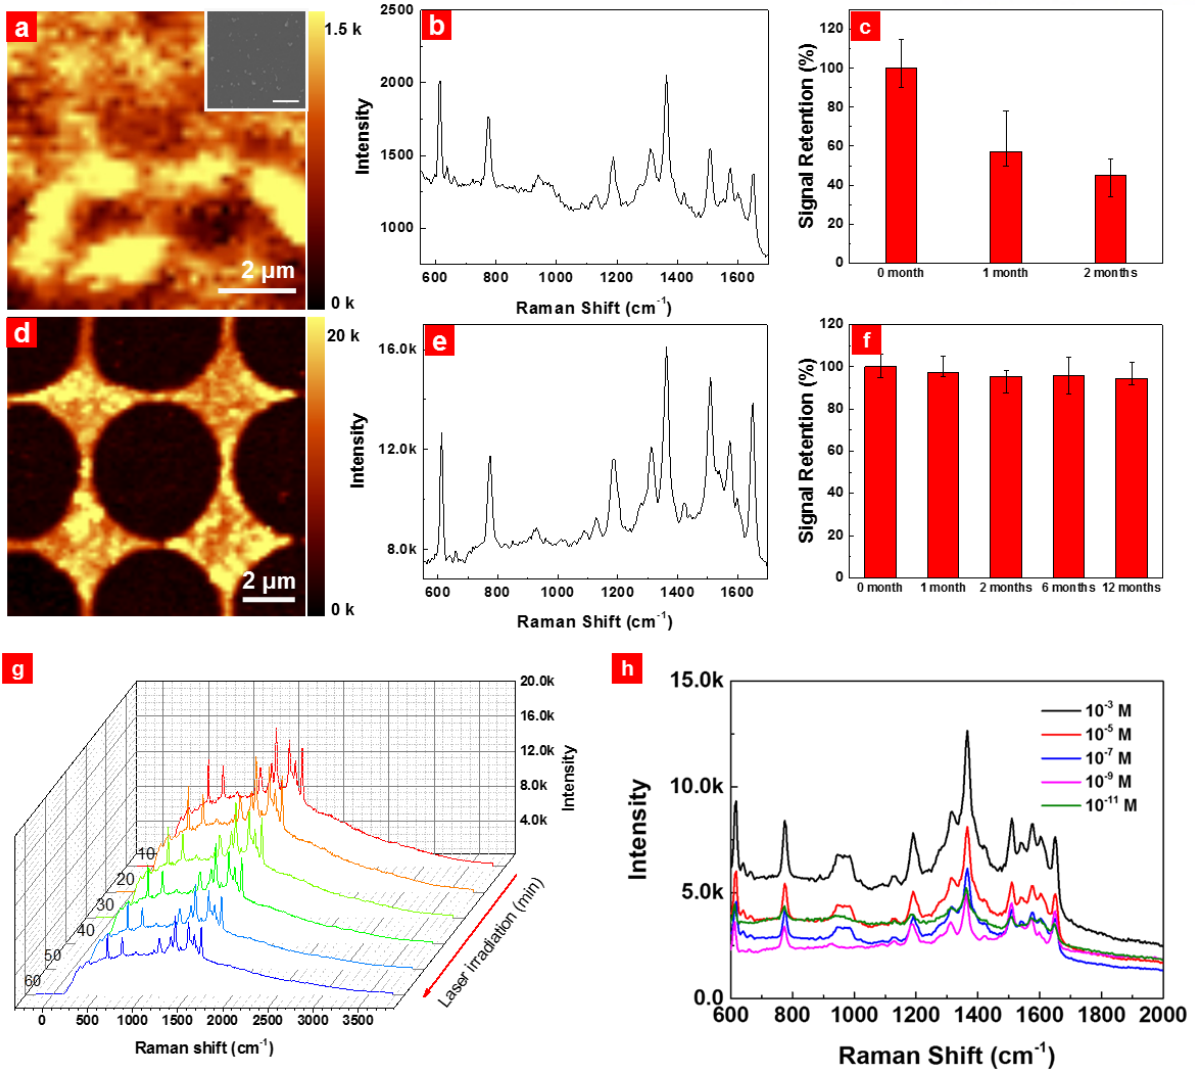 a
1.5 k
2 µm
0 k
b
2500
2000
1500
1000
Intensity
600 800 1000 1200 1400 1600
Raman Shift (cm-1)
c
120
100
80
60
40
20
0
Signal Retention (%)
0 month 1 month 2 months
d
20 k
2 µm
0 k
e
16.0k
12.0k
8.0k
Intensity
600 800 1000 1200 1400 1600
Raman Shift (cm-1)
f
120
100
80
60
40
20
0
Signal Retention (%)
0 month 1 month 2 months 6 months 12 months
g
20.0k
16.0k
12.0k
8.0k
4.0k
Intensity
10
20
30
40
50
60
Laser irradiation (min)
0 500 1000 1500 2000 2500 3000 3500
Raman shift (cm-1)
h
15.0k
10.0k
5.0k
0.0
Intensity
10-3 M
10-5 M
10-7 M
10-9 M
10-11 M
600 800 1000 1200 1400 1600 1800 2000
Raman Shift (cm-1)